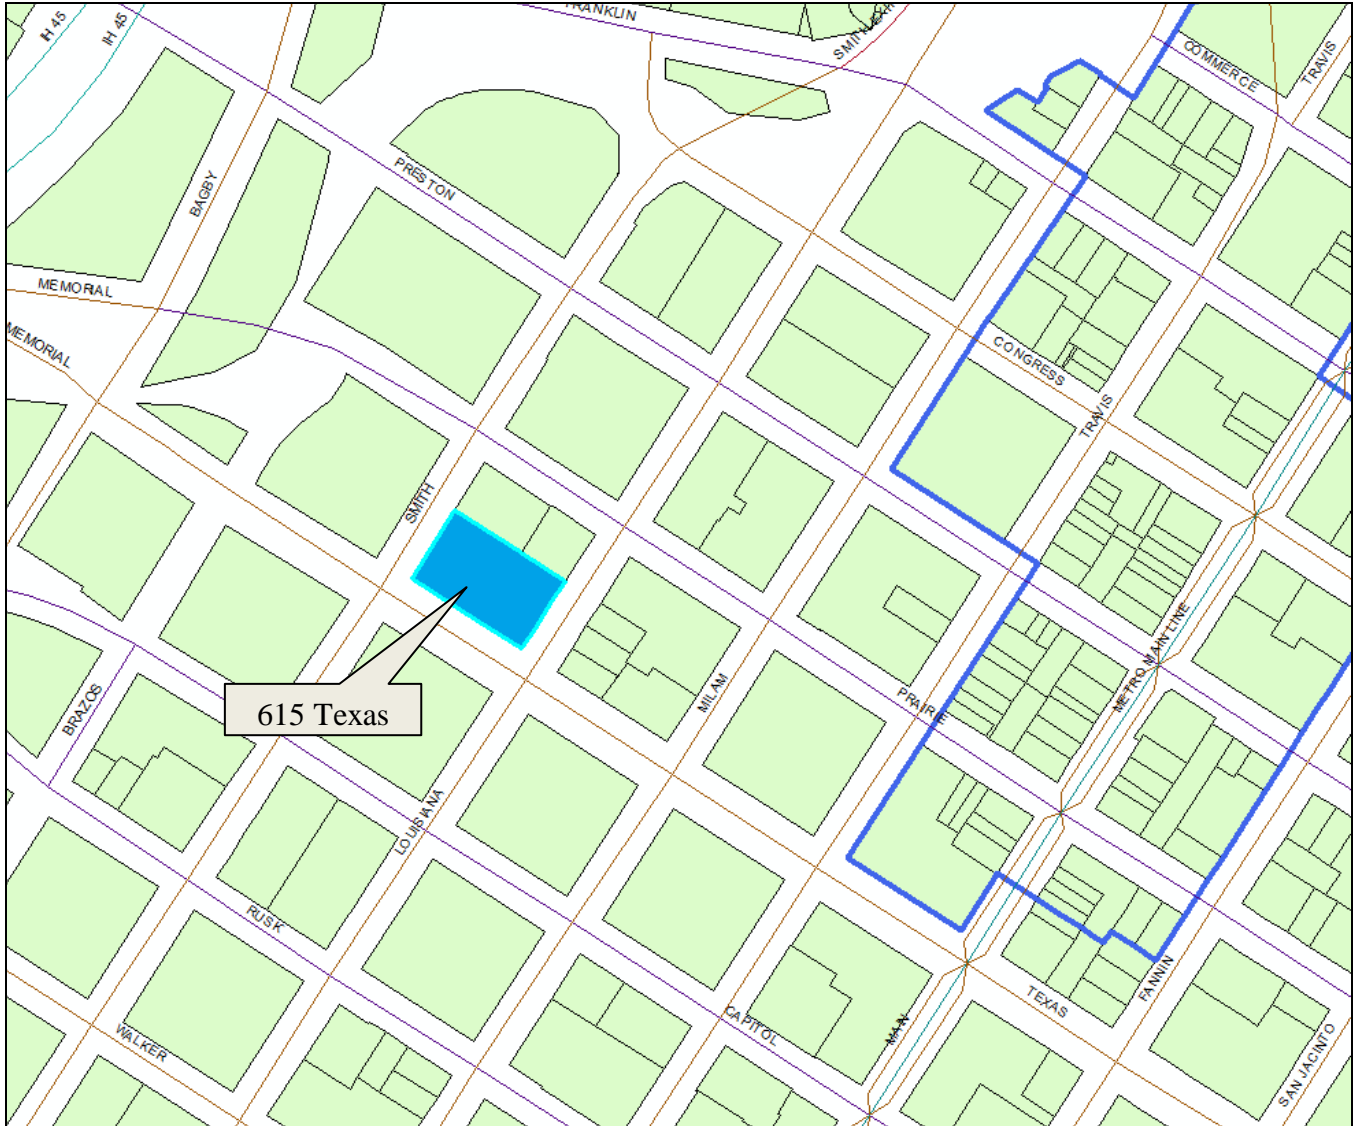 IH 45
IH 45
FRANKLIN
COMMERCE
TRAVIS
PRESTON
BAGBY
MEMORIAL
MEMORIAL
CONGRESS
TRAVIS
SMITH
METRO MAIN LINE
MILAM
PRAIRIE
BRAZOS
615 Texas
LOUISIANA
RUSK
FANNIN
TEXAS
CAPITOL
MAIN
WALKER
SAN JACINTO